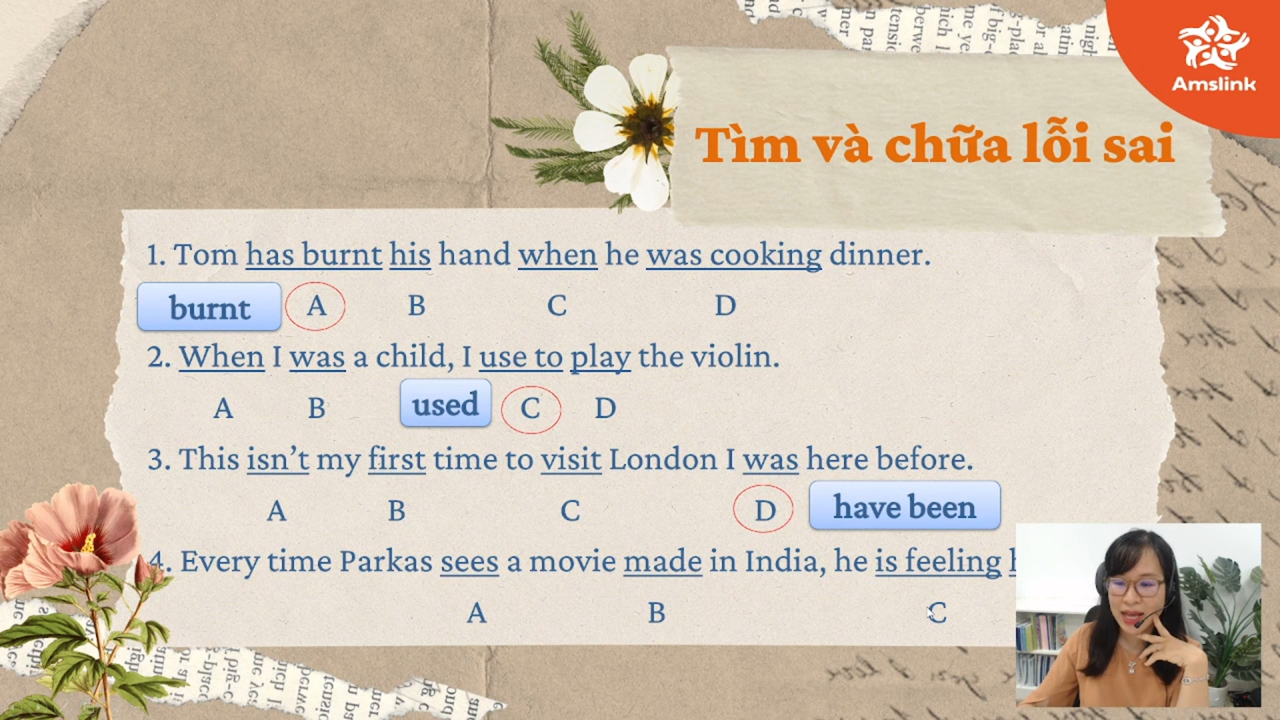 Amslink
Tìm và chữa lỗi sai
1. Tom has burnt his hand when he was cooking dinner.
burnt A B C D
2. When I was a child, I use to play the violin.
A B used C D
3. This isn't my first time to visit London I was here before.
A B C D have been
4. Every time Parkas sees a movie made in India, he is feeling
A B C